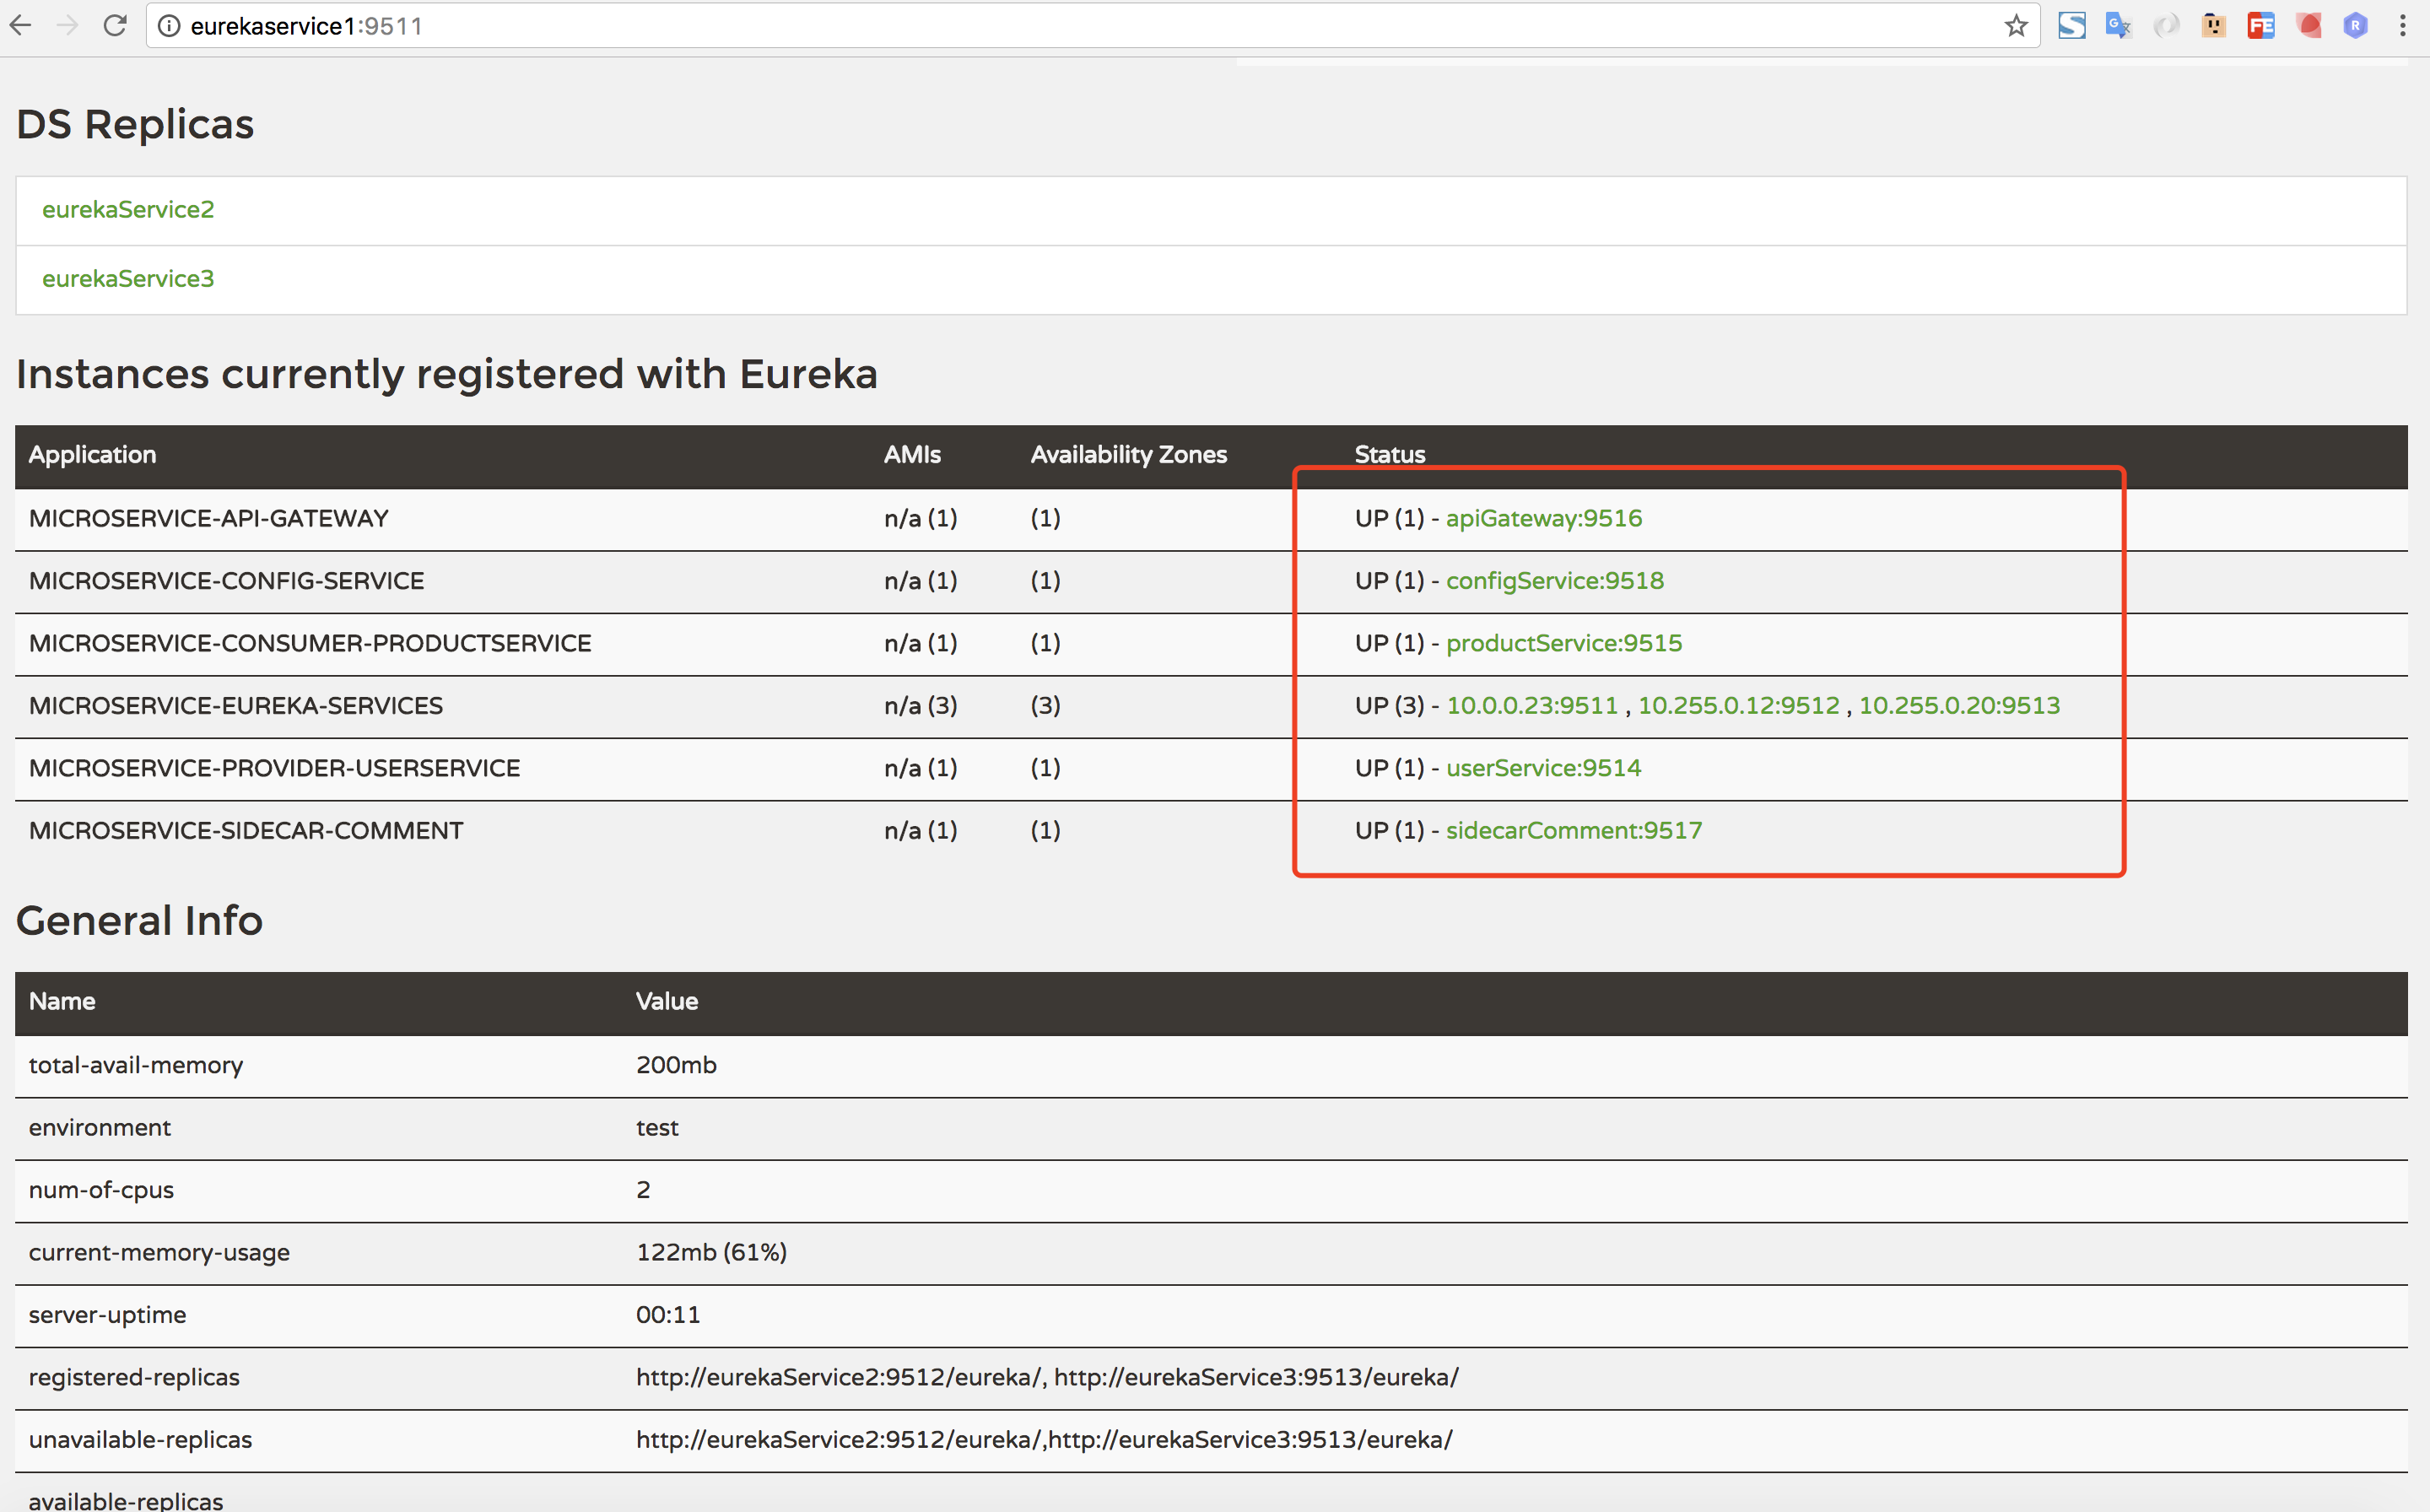 eurekaservice1:9511
DS Replicas
eurekaService2
eurekaService3
Instances currently registered with Eureka
Application AMIs Availability Zones Status
MICROSERVICE-API-GATEWAY n/a (1) (1) UP (1) - apiGateway:9516
MICROSERVICE-CONFIG-SERVICE n/a (1) (1) UP (1) - configService:9518
MICROSERVICE-CONSUMER-PRODUCTSERVICE n/a (1) (1) UP (1) - productService:9515
MICROSERVICE-EUREKA-SERVICES n/a (3) (3) UP (3) - 10.0.0.23:9511 , 10.255.0.12:9512 , 10.255.0.20:9513
MICROSERVICE-PROVIDER-USERSERVICE n/a (1) (1) UP (1) - userService:9514
MICROSERVICE-SIDECAR-COMMENT n/a (1) (1) UP (1) - sidecarComment:9517
General Info
Name Value
total-avail-memory 200mb
environment test
num-of-cpus 2
current-memory-usage 122mb (61%)
server-uptime 00:11
registered-replicas http://eurekaService2:9512/eureka/, http://eurekaService3:9513/eureka/
unavailable-replicas http://eurekaService2:9512/eureka/,http://eurekaService3:9513/eureka/
available-replicas